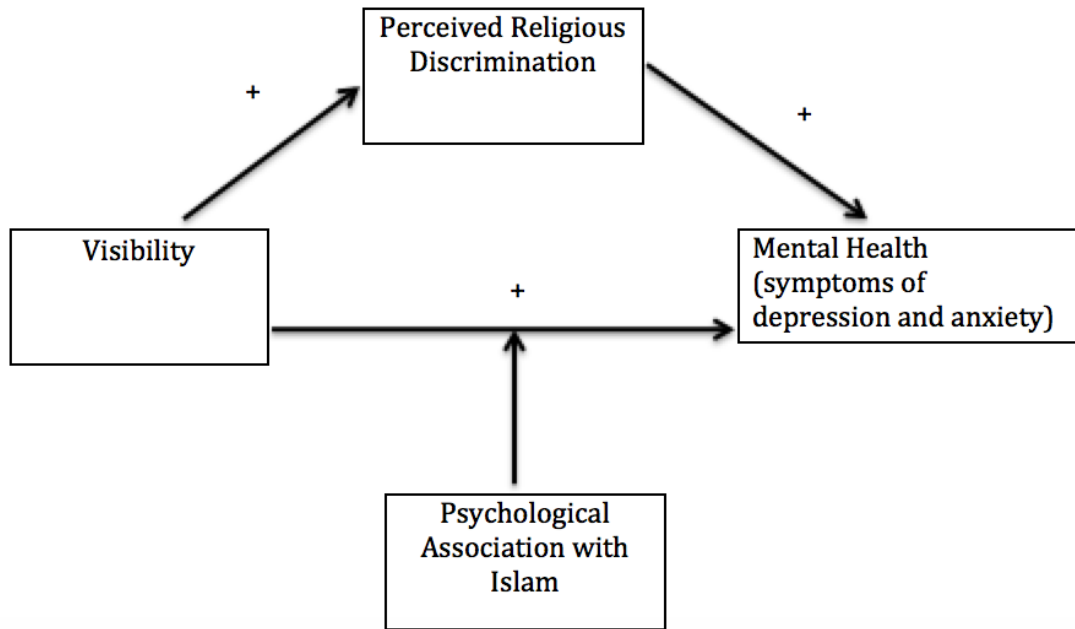 Perceived Religious
Discrimination
+
+
Visibility
Mental Health
(symptoms of
depression and anxiety)
+
Psychological
Association with
Islam